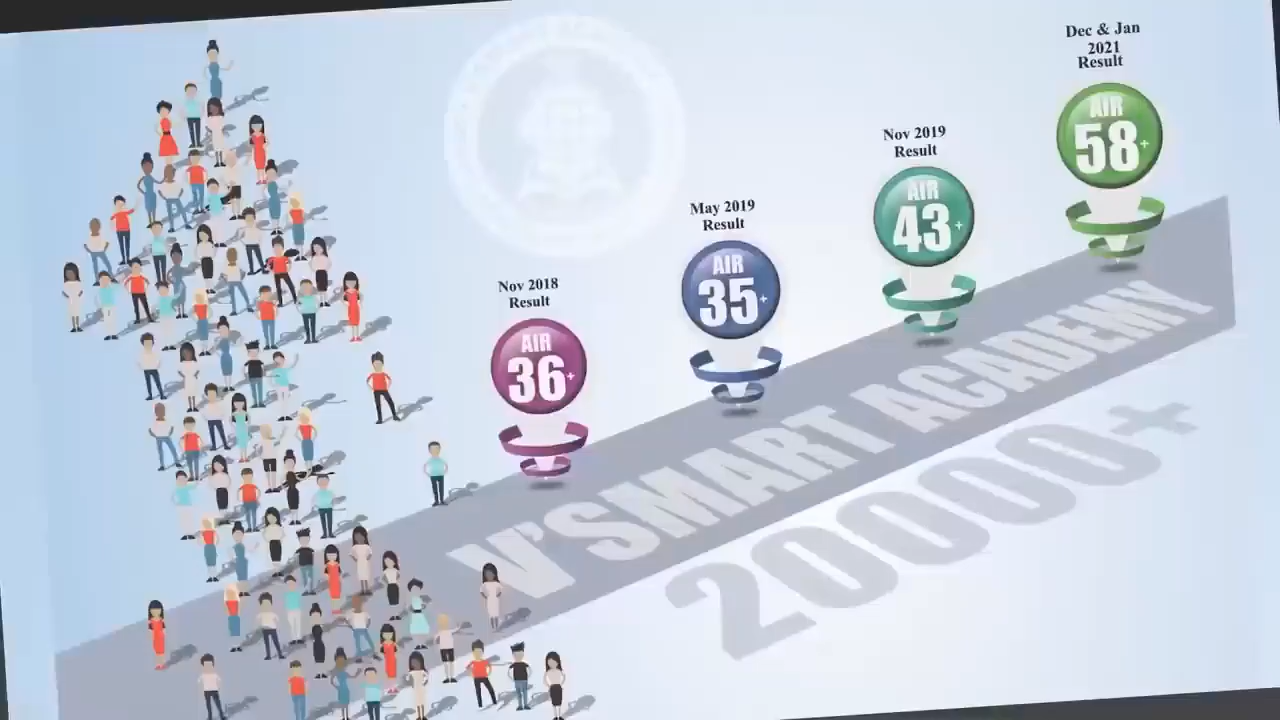 Dec & Jan
2021
Result
AIR
58+
Nov 2019
Result
AIR
43+
May 2019
Result
AIR
35+
Nov 2018
Result
AIR
36+
V'SMART ACADEMY
20000+